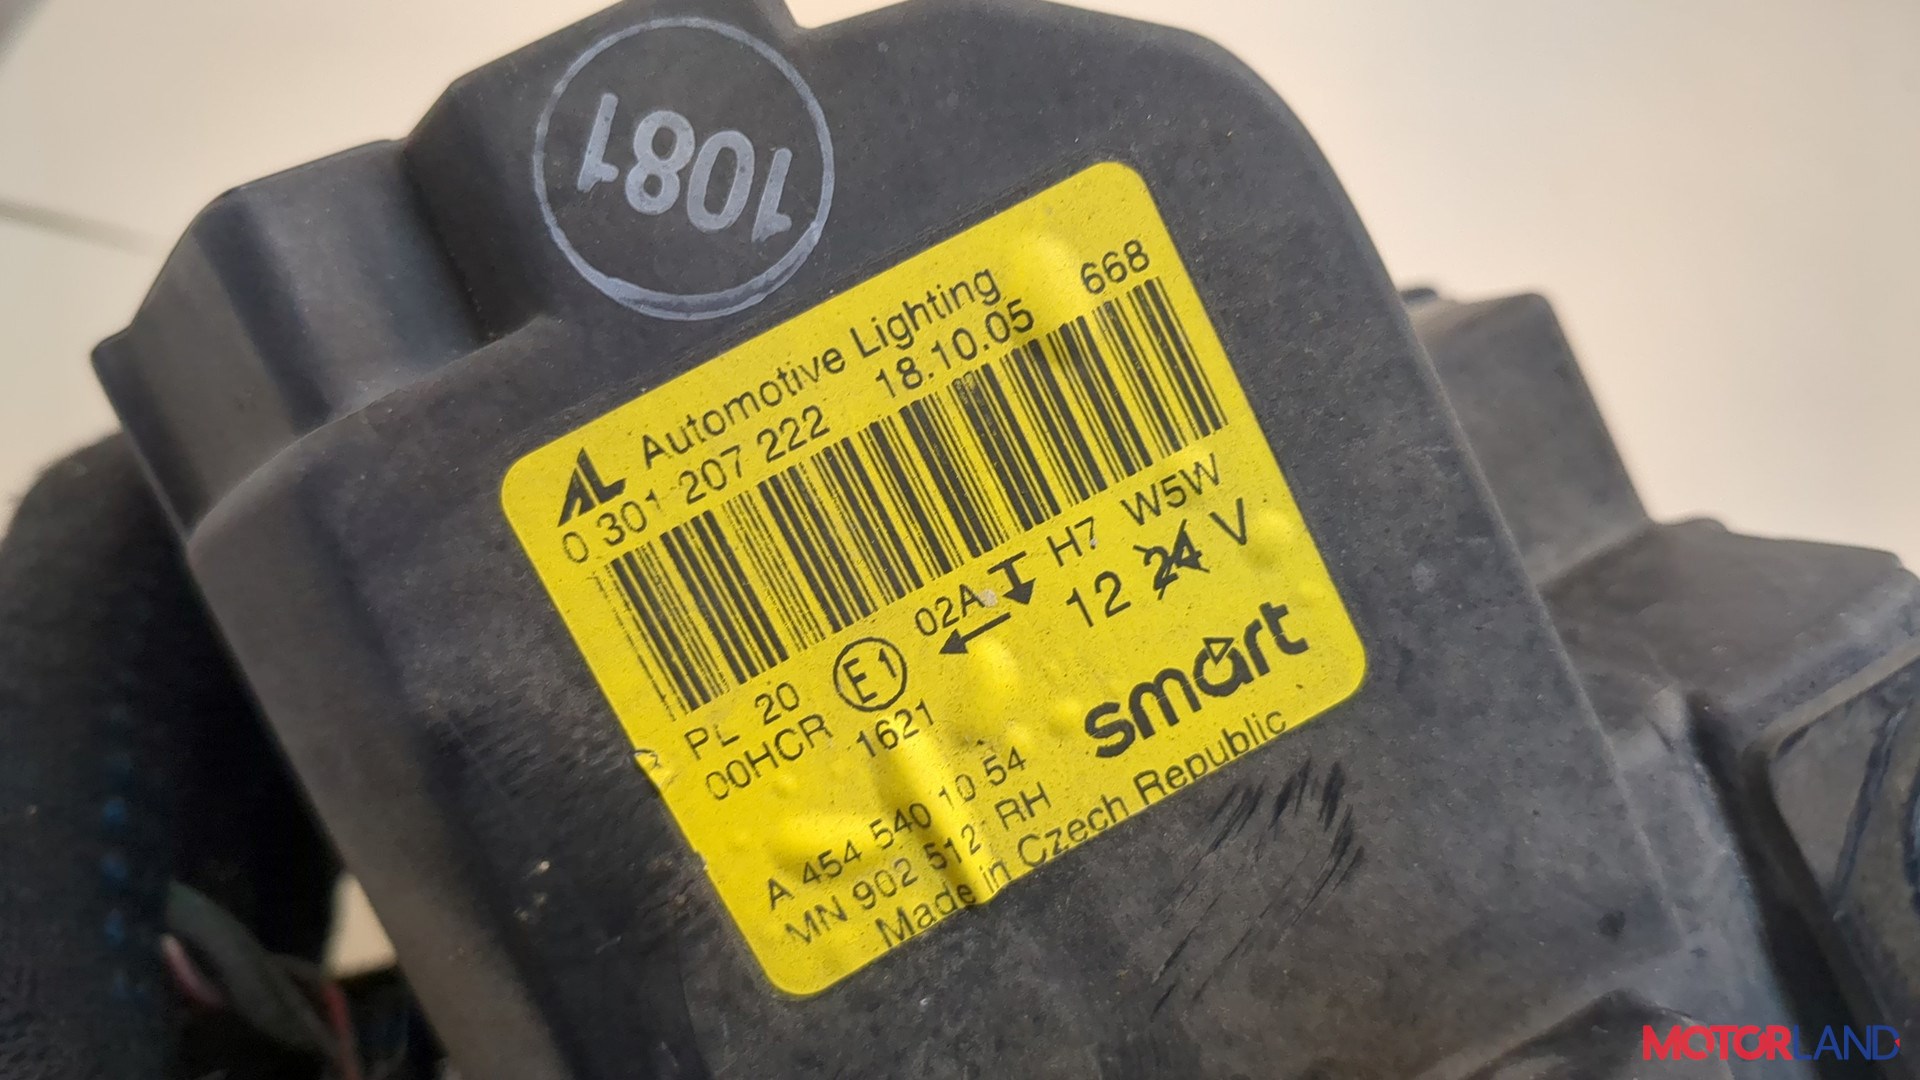 1081
AL Automotive Lighting
0 301 207 222 18.10.05 668
PL 20 E1 02A H7 W5W
00HCR 1621 12 24 V
smart
A 454 540 10 54
MN 902 512 RH
Made in Czech Republic
MOTORLAND